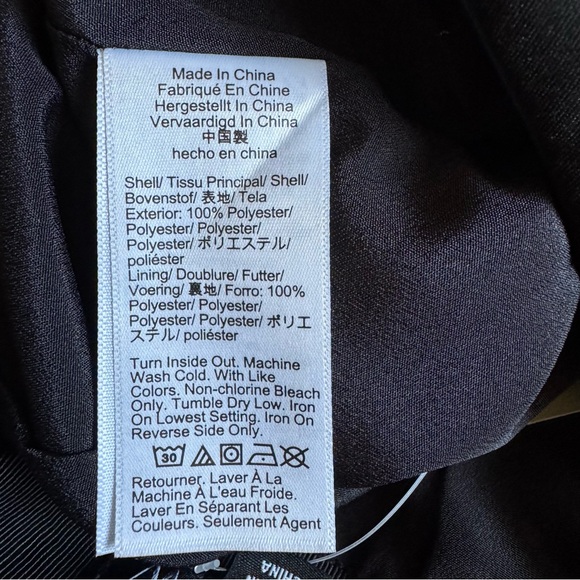 Made In China
Fabriqué En Chine
Hergestellt In China
Vervaardigd In China
中国製
hecho en china
Shell/ Tissu Principal/ Shell/
Bovenstof/ 表地/ Tela
Exterior: 100% Polyester/
Polyester/ Polyester/
Polyester/ ポリエステル/
poliéster
Lining/ Doublure/ Futter/
Voering/ 裏地/ Forro: 100%
Polyester/ Polyester/
Polyester/ Polyester/ ポリエ
ステル/ poliéster
Turn Inside Out. Machine
Wash Cold. With Like
Colors. Non-chlorine Bleach
Only. Tumble Dry Low. Iron
On Lowest Setting. Iron On
Reverse Side Only.
30
Retourner. Laver À La
Machine À L'eau Froide.
Laver En Séparant Les
Couleurs. Seulement Agent
CHINA